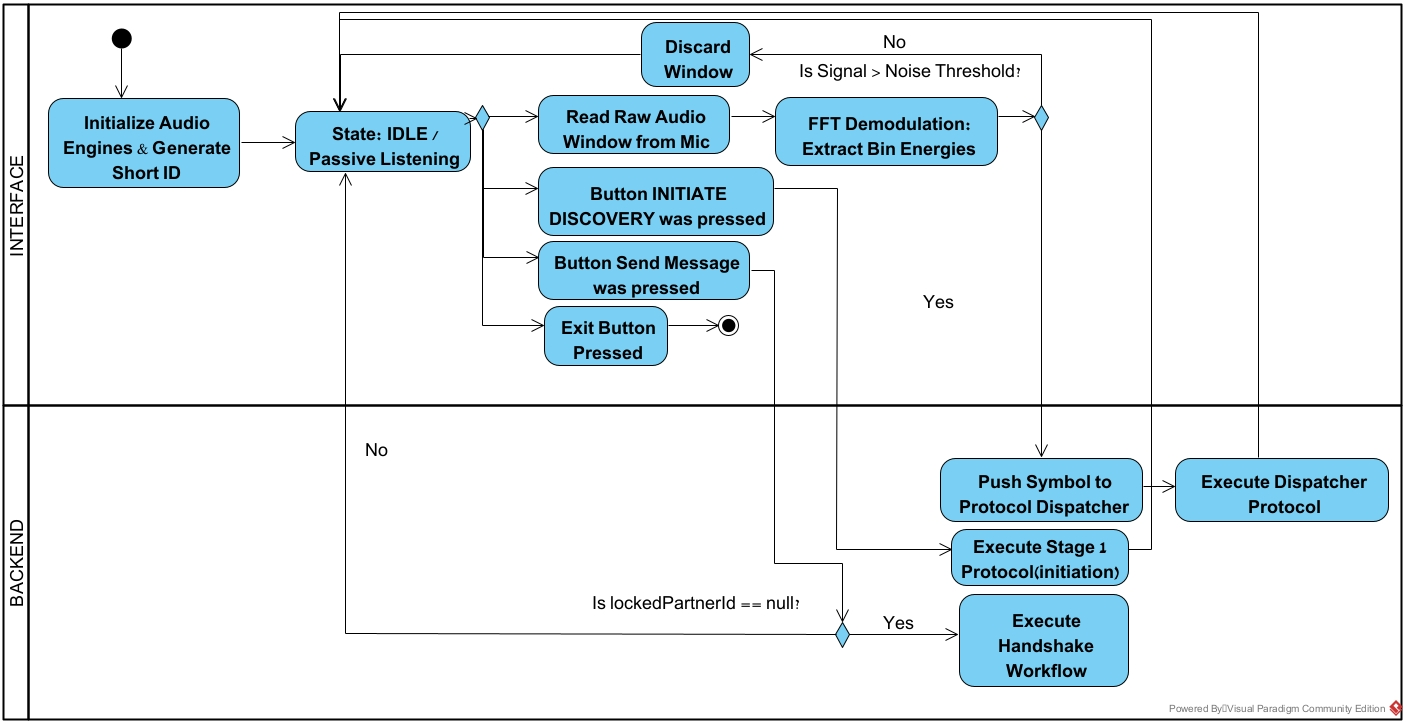 INTERFACE
Initialize Audio
Engines & Generate
Short ID
State: IDLE /
Passive Listening
Discard
Window
No
Is Signal > Noise Threshold?
Read Raw Audio
Window from Mic
FFT Demodulation:
Extract Bin Energies
Button INITIATE
DISCOVERY was pressed
Button Send Message
was pressed
Exit Button
Pressed
Yes
BACKEND
No
Push Symbol to
Protocol Dispatcher
Execute Dispatcher
Protocol
Execute Stage 1
Protocol(initiation)
Is lockedPartnerId == null?
Yes
Execute
Handshake
Workflow
Powered By Visual Paradigm Community Edition